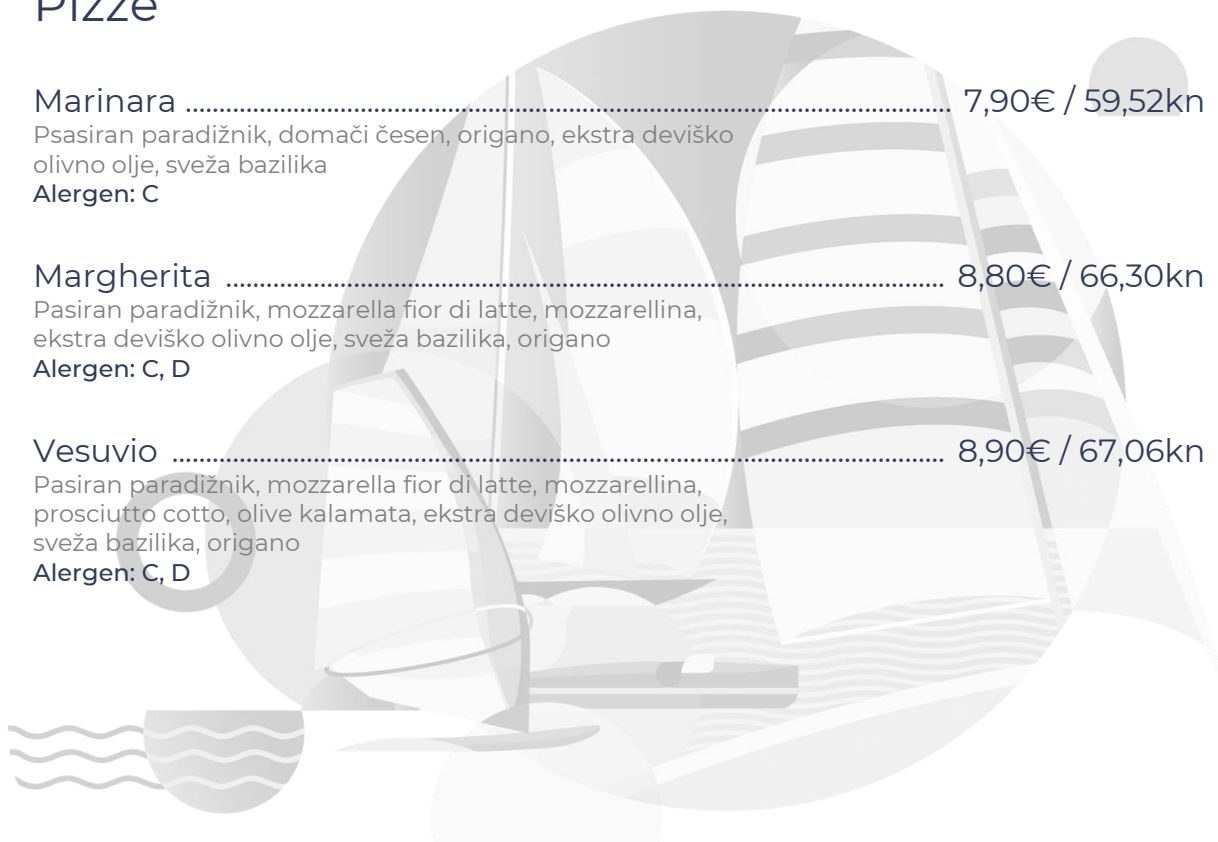 Pizze
Marinara ................................................................................................................ 7,90€ / 59,52kn
Psasiran paradižnik, domači česen, origano, ekstra deviško
olivno olje, sveža bazilika
Alergen: C
Margherita .......................................................................................................... 8,80€ / 66,30kn
Pasiran paradižnik, mozzarella fior di latte, mozzarellina,
ekstra deviško olivno olje, sveža bazilika, origano
Alergen: C, D
Vesuvio ................................................................................................................. 8,90€ / 67,06kn
Pasiran paradižnik, mozzarella fior di latte, mozzarellina,
prosciutto cotto, olive kalamata, ekstra deviško olivno olje,
sveža bazilika, origano
Alergen: C, D